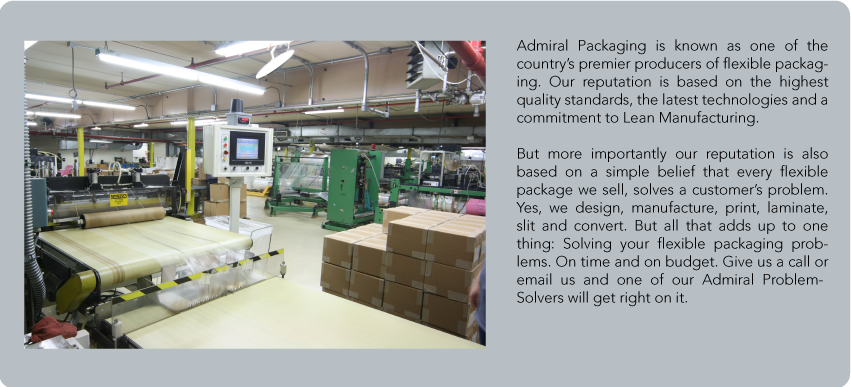 Admiral Packaging is known as one of the
country's premier producers of flexible packag-
ing. Our reputation is based on the highest
quality standards, the latest technologies and a
commitment to Lean Manufacturing.
But more importantly our reputation is also
based on a simple belief that every flexible
package we sell, solves a customer's problem.
Yes, we design, manufacture, print, laminate,
slit and convert. But all that adds up to one
thing: Solving your flexible packaging prob-
lems. On time and on budget. Give us a call or
email us and one of our Admiral Problem-
Solvers will get right on it.